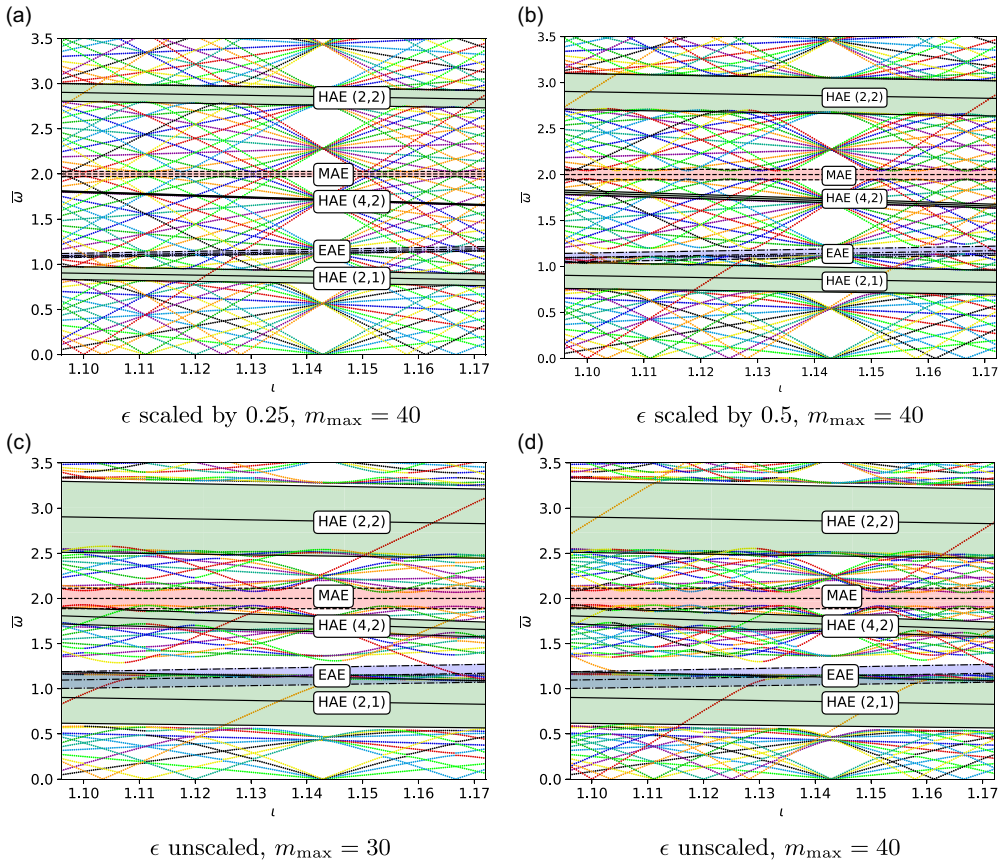 (a)
(b)
3.5
3.0
2.5
2.0
1.5
1.0
0.5
0.0
ω̅
HAE (2,2)
MAE
HAE (4,2)
EAE
HAE (2,1)
1.10 1.11 1.12 1.13 1.14 1.15 1.16 1.17
ι
ϵ scaled by 0.25, m_max = 40
3.5
3.0
2.5
2.0
1.5
1.0
0.5
0.0
ω̅
HAE (2,2)
MAE
HAE (4,2)
EAE
HAE (2,1)
1.10 1.11 1.12 1.13 1.14 1.15 1.16 1.17
ι
ϵ scaled by 0.5, m_max = 40
(c)
(d)
3.5
3.0
2.5
2.0
1.5
1.0
0.5
0.0
ω̅
HAE (2,2)
MAE
HAE (4,2)
EAE
HAE (2,1)
1.10 1.11 1.12 1.13 1.14 1.15 1.16 1.17
ι
ϵ unscaled, m_max = 30
3.5
3.0
2.5
2.0
1.5
1.0
0.5
0.0
ω̅
HAE (2,2)
MAE
HAE (4,2)
EAE
HAE (2,1)
1.10 1.11 1.12 1.13 1.14 1.15 1.16 1.17
ι
ϵ unscaled, m_max = 40